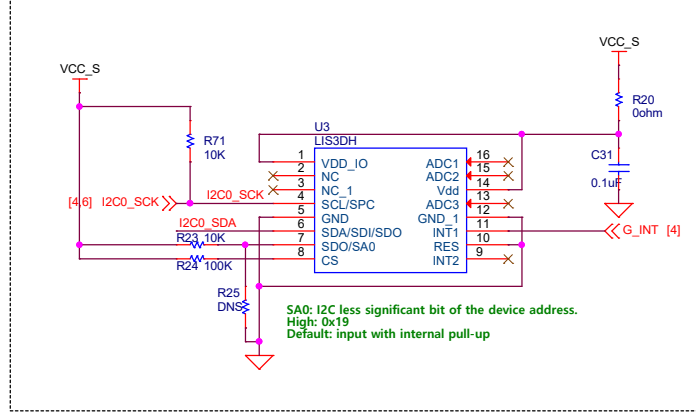 VCC_S
VCC_S
R20
0ohm
U3
LIS3DH
R71
10K
C31
0.1uF
1 VDD_IO ADC1 16
2 NC ADC2 15
3 NC_1 Vdd 14
[4,6] I2C0_SCK I2C0_SCK 4 SCL/SPC ADC3 13
5 GND GND_1 12
I2C0_SDA 6 SDA/SDI/SDO INT1 11 G_INT [4]
R23 10K 7 SDO/SA0 RES 10
R24 100K 8 CS INT2 9
R25
DNS
SA0: I2C less significant bit of the device address.
High: 0x19
Default: input with internal pull-up